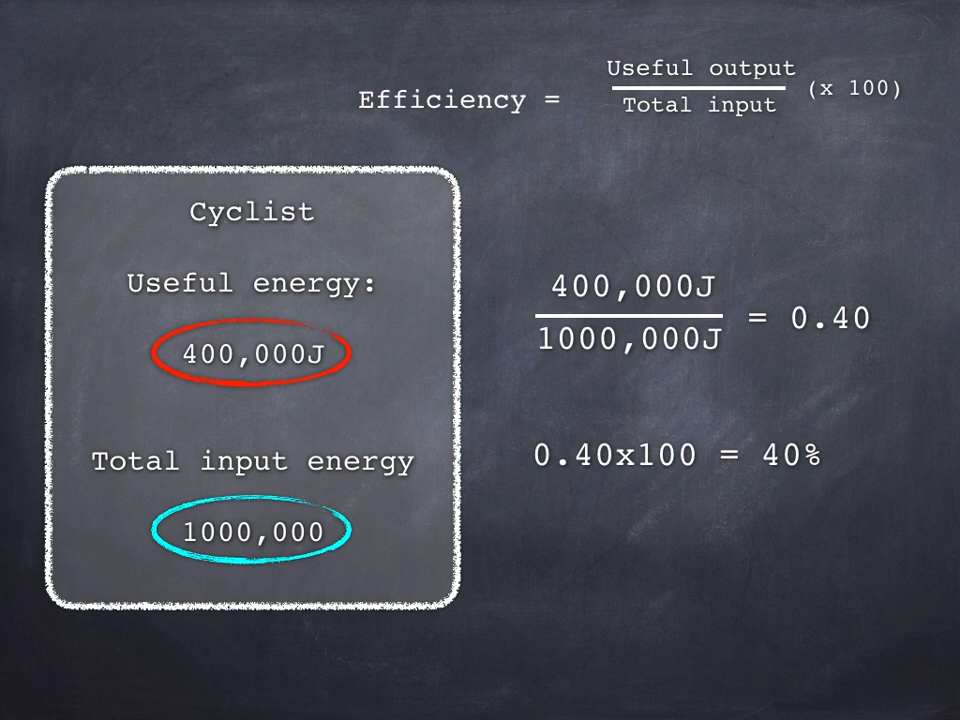 Efficiency = Useful output (x 100)
Total input
Cyclist
Useful energy:
400,000J
Total input energy
1000,000
400,000J
1000,000J
= 0.40
0.40x100 = 40%